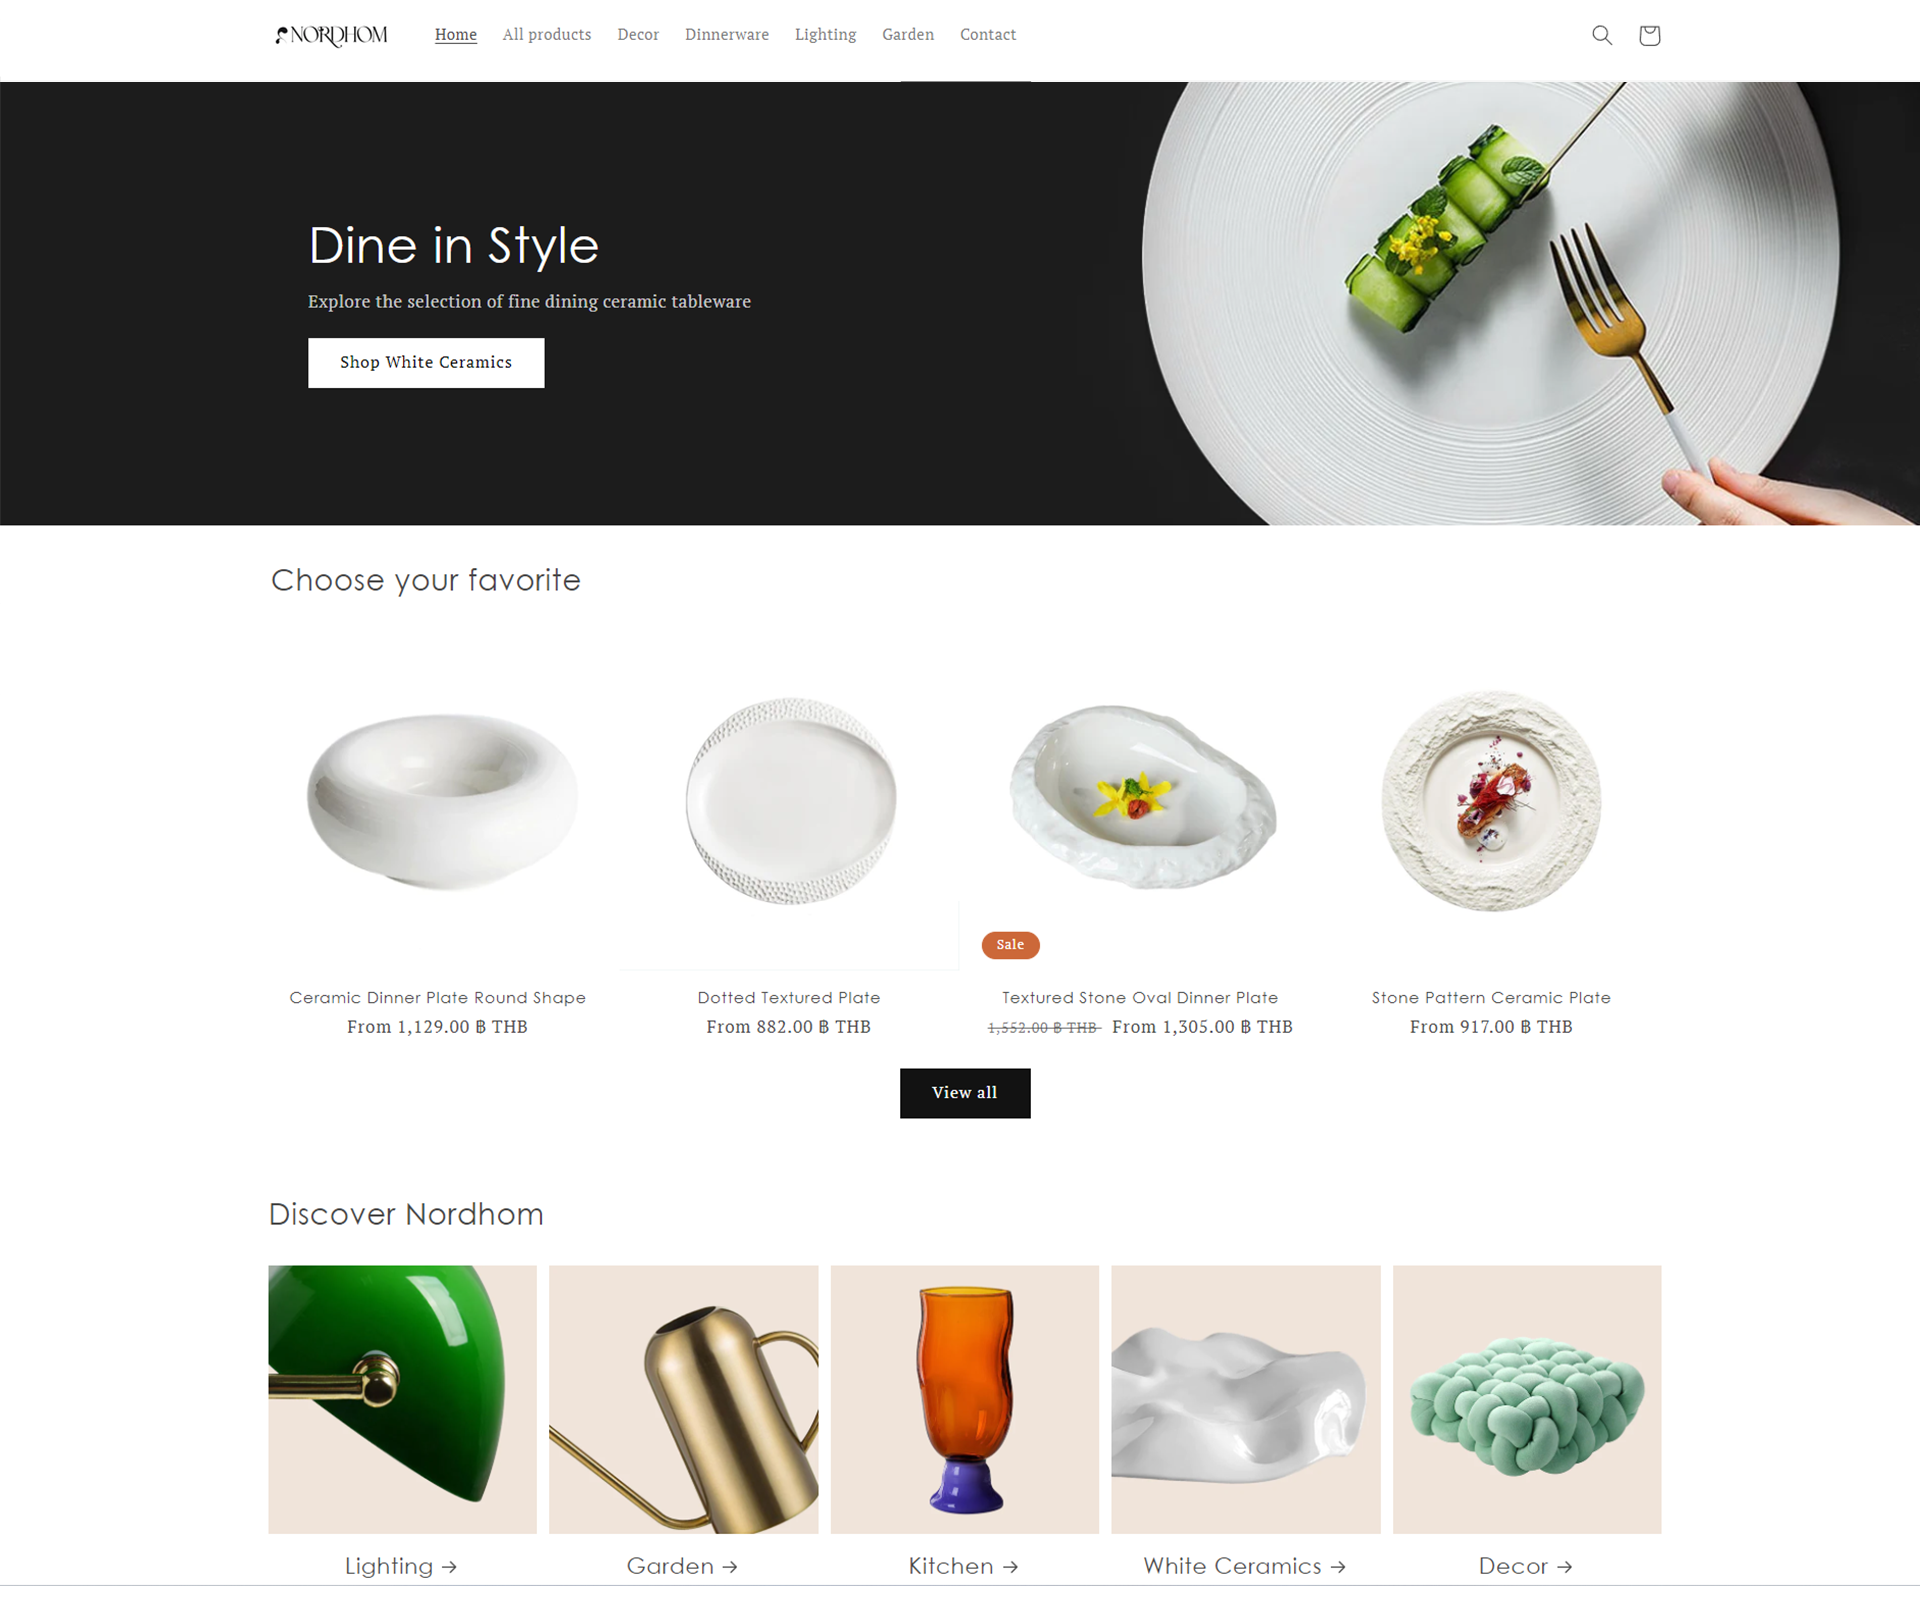 NORDHOM
Home All products Decor Dinnerware Lighting Garden Contact
Dine in Style
Explore the selection of fine dining ceramic tableware
Shop White Ceramics
Choose your favorite
Sale
Ceramic Dinner Plate Round Shape
From 1,129.00 ฿ THB
Dotted Textured Plate
From 882.00 ฿ THB
Textured Stone Oval Dinner Plate
1,552.00 ฿ THB From 1,305.00 ฿ THB
Stone Pattern Ceramic Plate
From 917.00 ฿ THB
View all
Discover Nordhom
Lighting →
Garden →
Kitchen →
White Ceramics →
Decor →